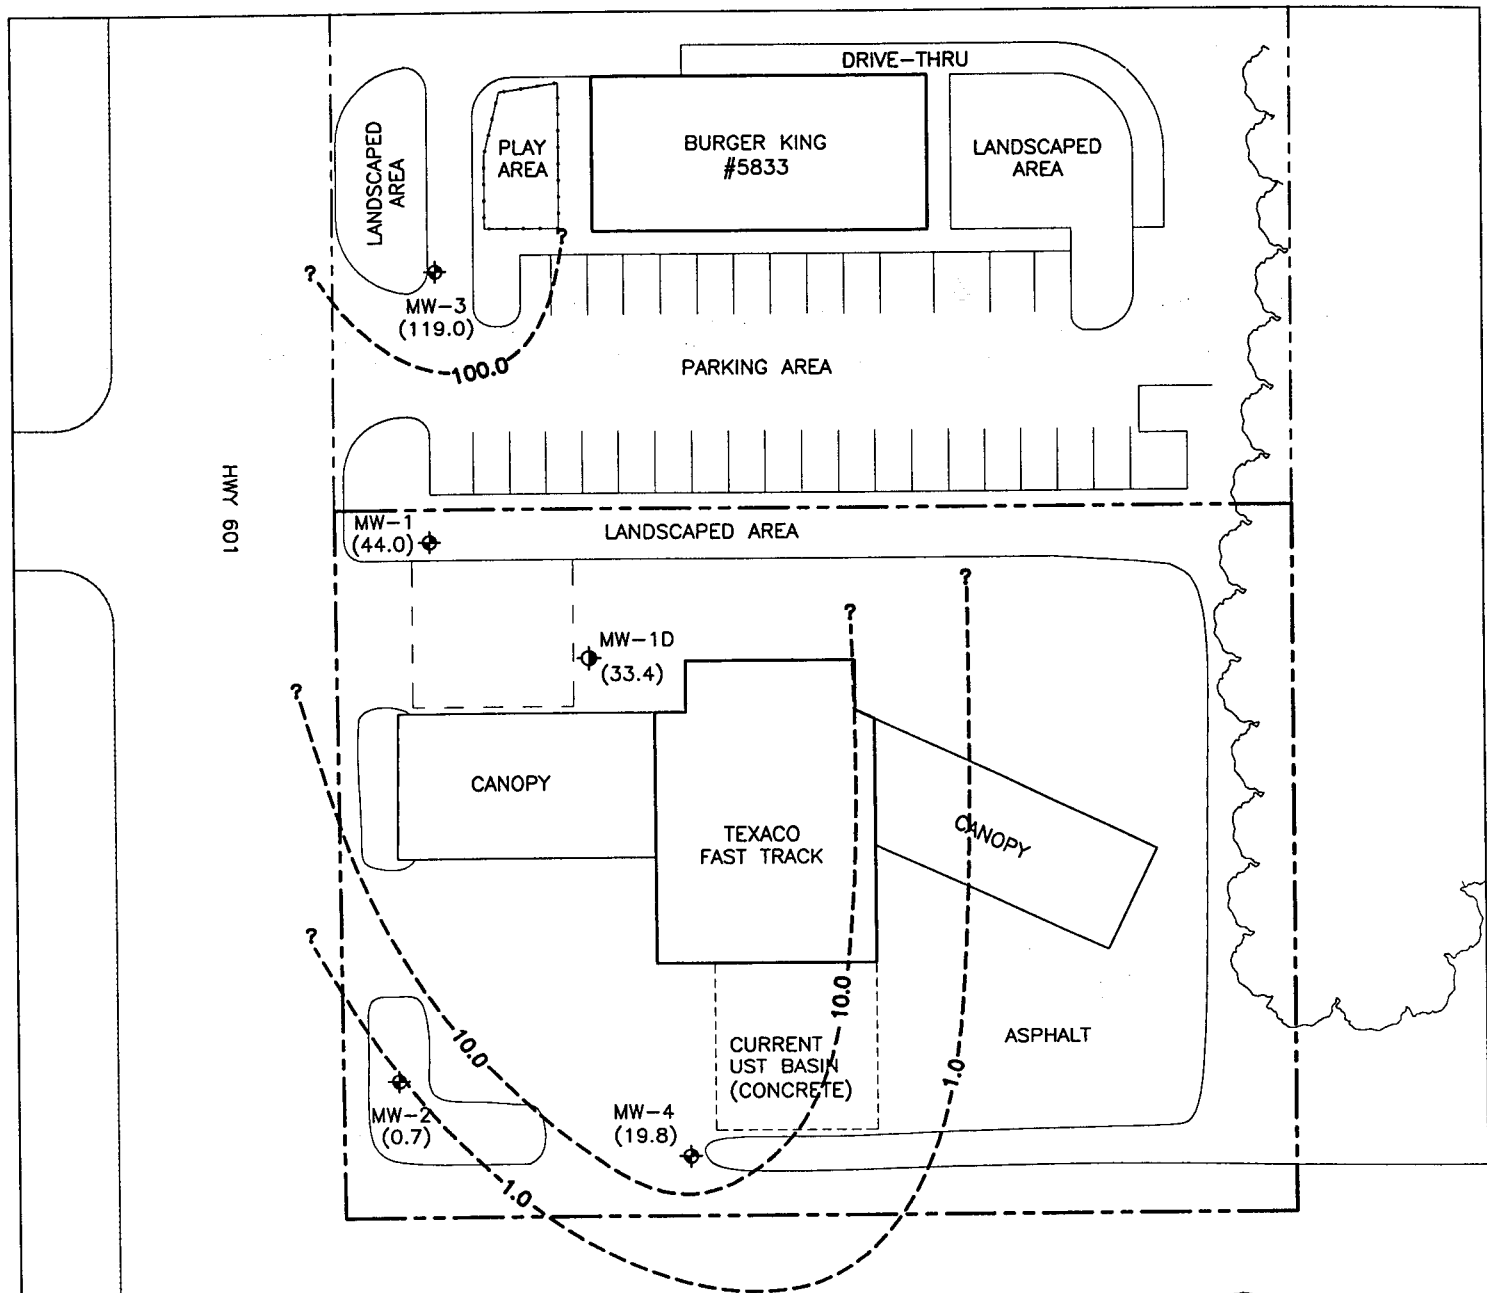 DRIVE-THRU
LANDSCAPED
AREA
PLAY
AREA
BURGER KING
#5833
LANDSCAPED
AREA
?
?
MW-3
(119.0)
100.0
PARKING AREA
HWY 601
MW-1
(44.0)
LANDSCAPED AREA
?
?
MW-1D
(33.4)
?
CANOPY
TEXACO
FAST TRACK
CANOPY
?
10.0
10.0
CURRENT
UST BASIN
(CONCRETE)
ASPHALT
1.0
MW-2
(0.7)
MW-4
(19.8)
1.0